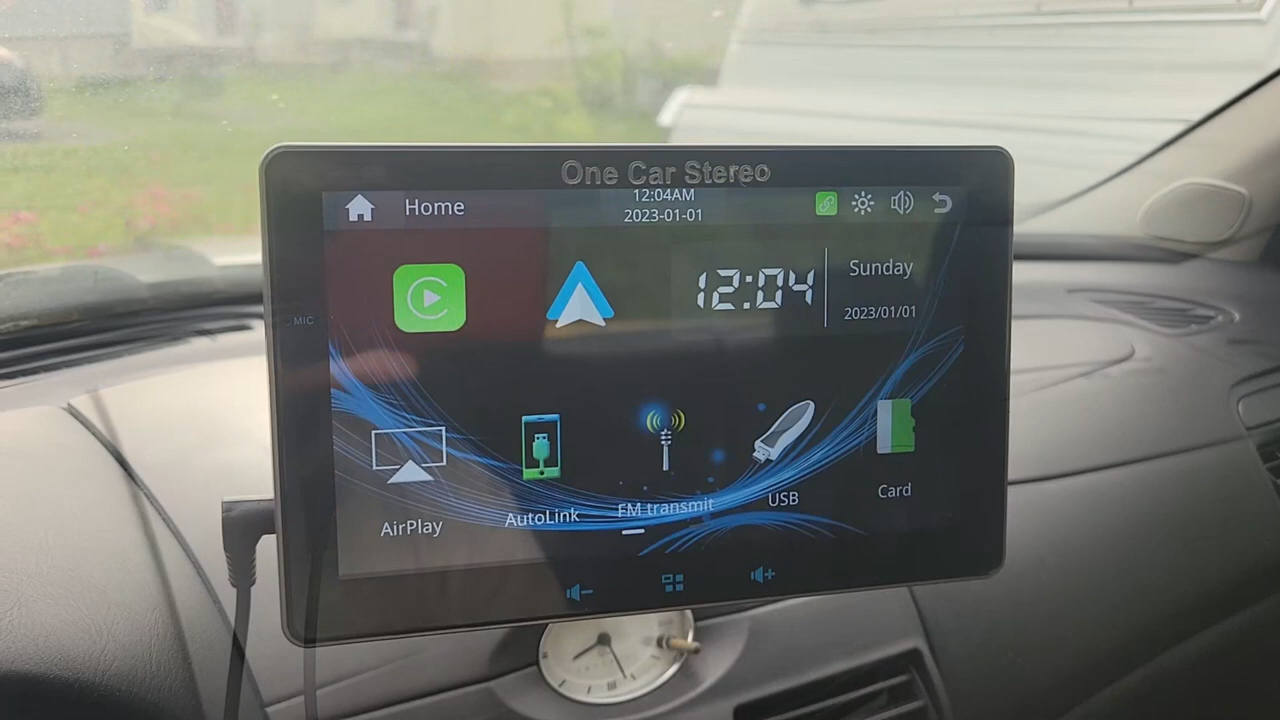 One Car Stereo
Home
12:04AM
2023-01-01
12:04
Sunday
2023/01/01
MIC
AirPlay
AutoLink
FM transmit
USB
Card